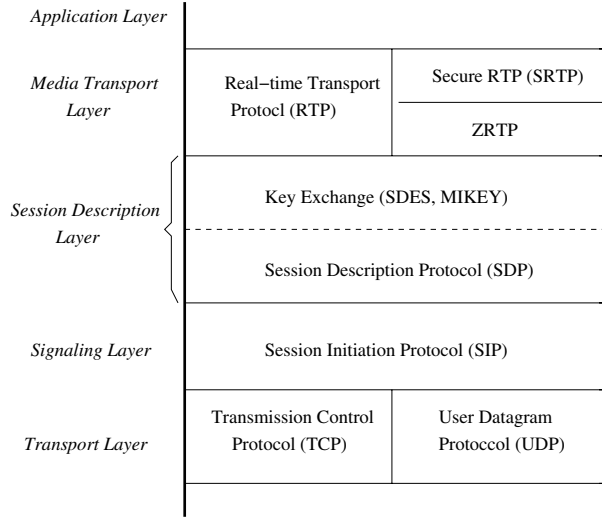 Application Layer
Media Transport
Layer
Real-time Transport
Protocl (RTP)
Secure RTP (SRTP)
ZRTP
Session Description
Layer
Key Exchange (SDES, MIKEY)
Session Description Protocol (SDP)
Signaling Layer
Session Initiation Protocol (SIP)
Transport Layer
Transmission Control
Protocol (TCP)
User Datagram
Protoccol (UDP)